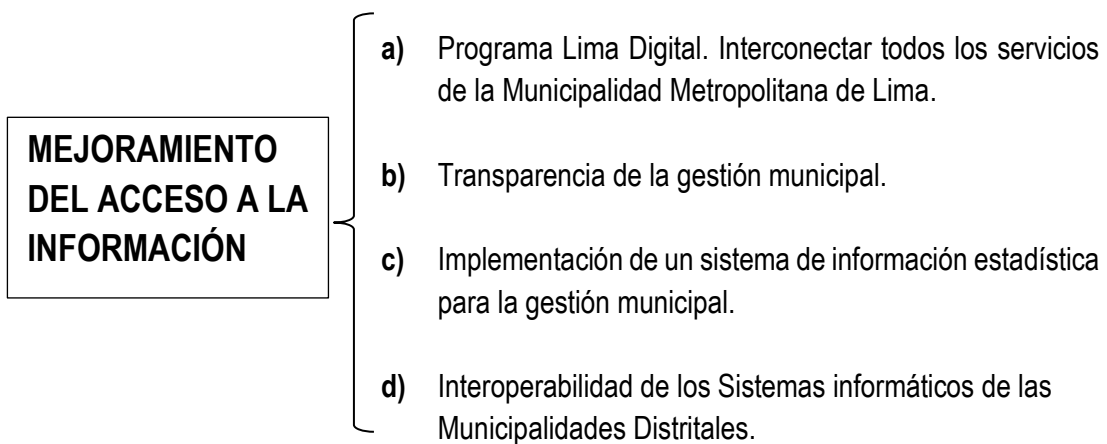 MEJORAMIENTO
DEL ACCESO A LA
INFORMACIÓN
a) Programa Lima Digital. Interconectar todos los servicios
de la Municipalidad Metropolitana de Lima.
b) Transparencia de la gestión municipal.
c) Implementación de un sistema de información estadística
para la gestión municipal.
d) Interoperabilidad de los Sistemas informáticos de las
Municipalidades Distritales.